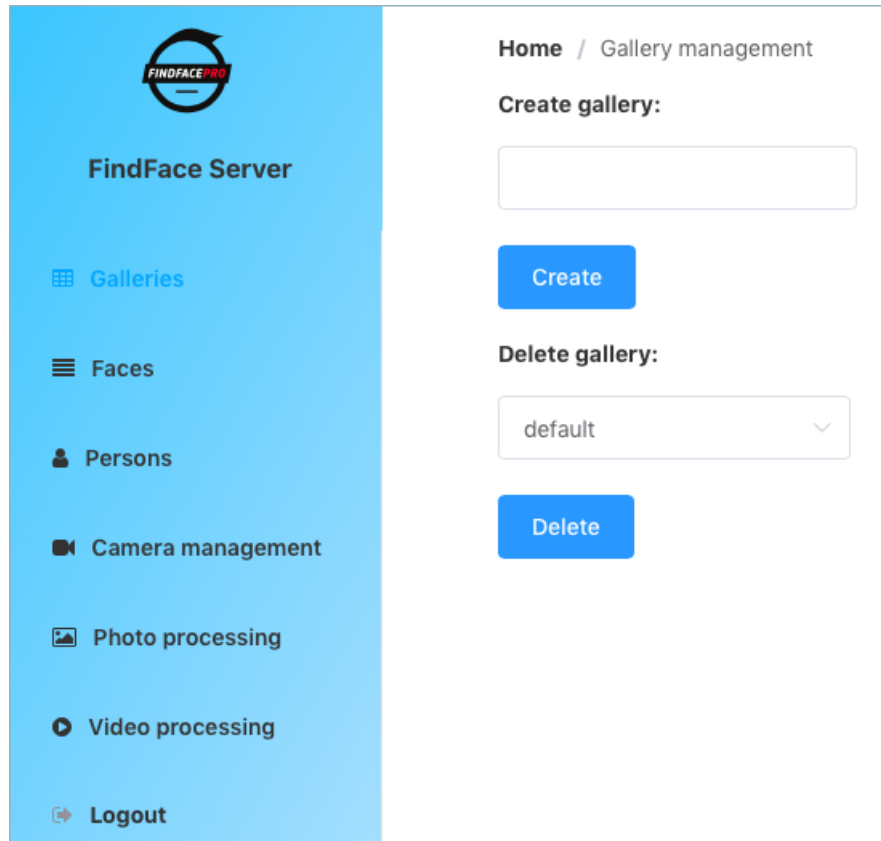 FINDFACEPRO
FindFace Server
Galleries
Faces
Persons
Camera management
Photo processing
Video processing
Logout
Home / Gallery management
Create gallery:
Create
Delete gallery:
default
Delete